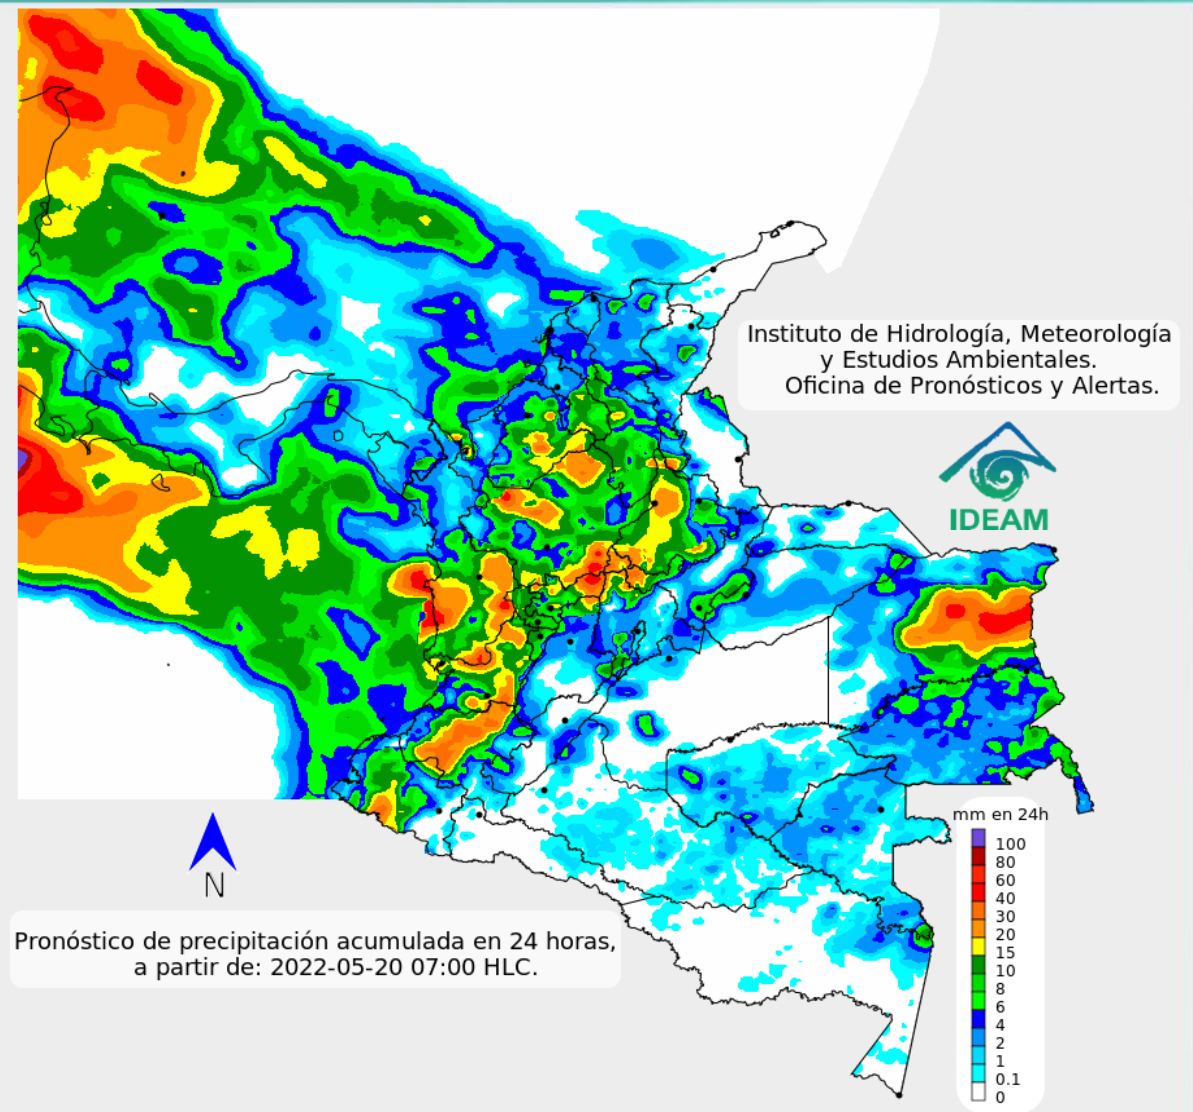 Instituto de Hidrología, Meteorología
y Estudios Ambientales.
Oficina de Pronósticos y Alertas.
IDEAM
mm en 24h
100
80
60
40
30
20
15
10
8
6
4
2
1
0.1
0
N
Pronóstico de precipitación acumulada en 24 horas,
a partir de: 2022-05-20 07:00 HLC.